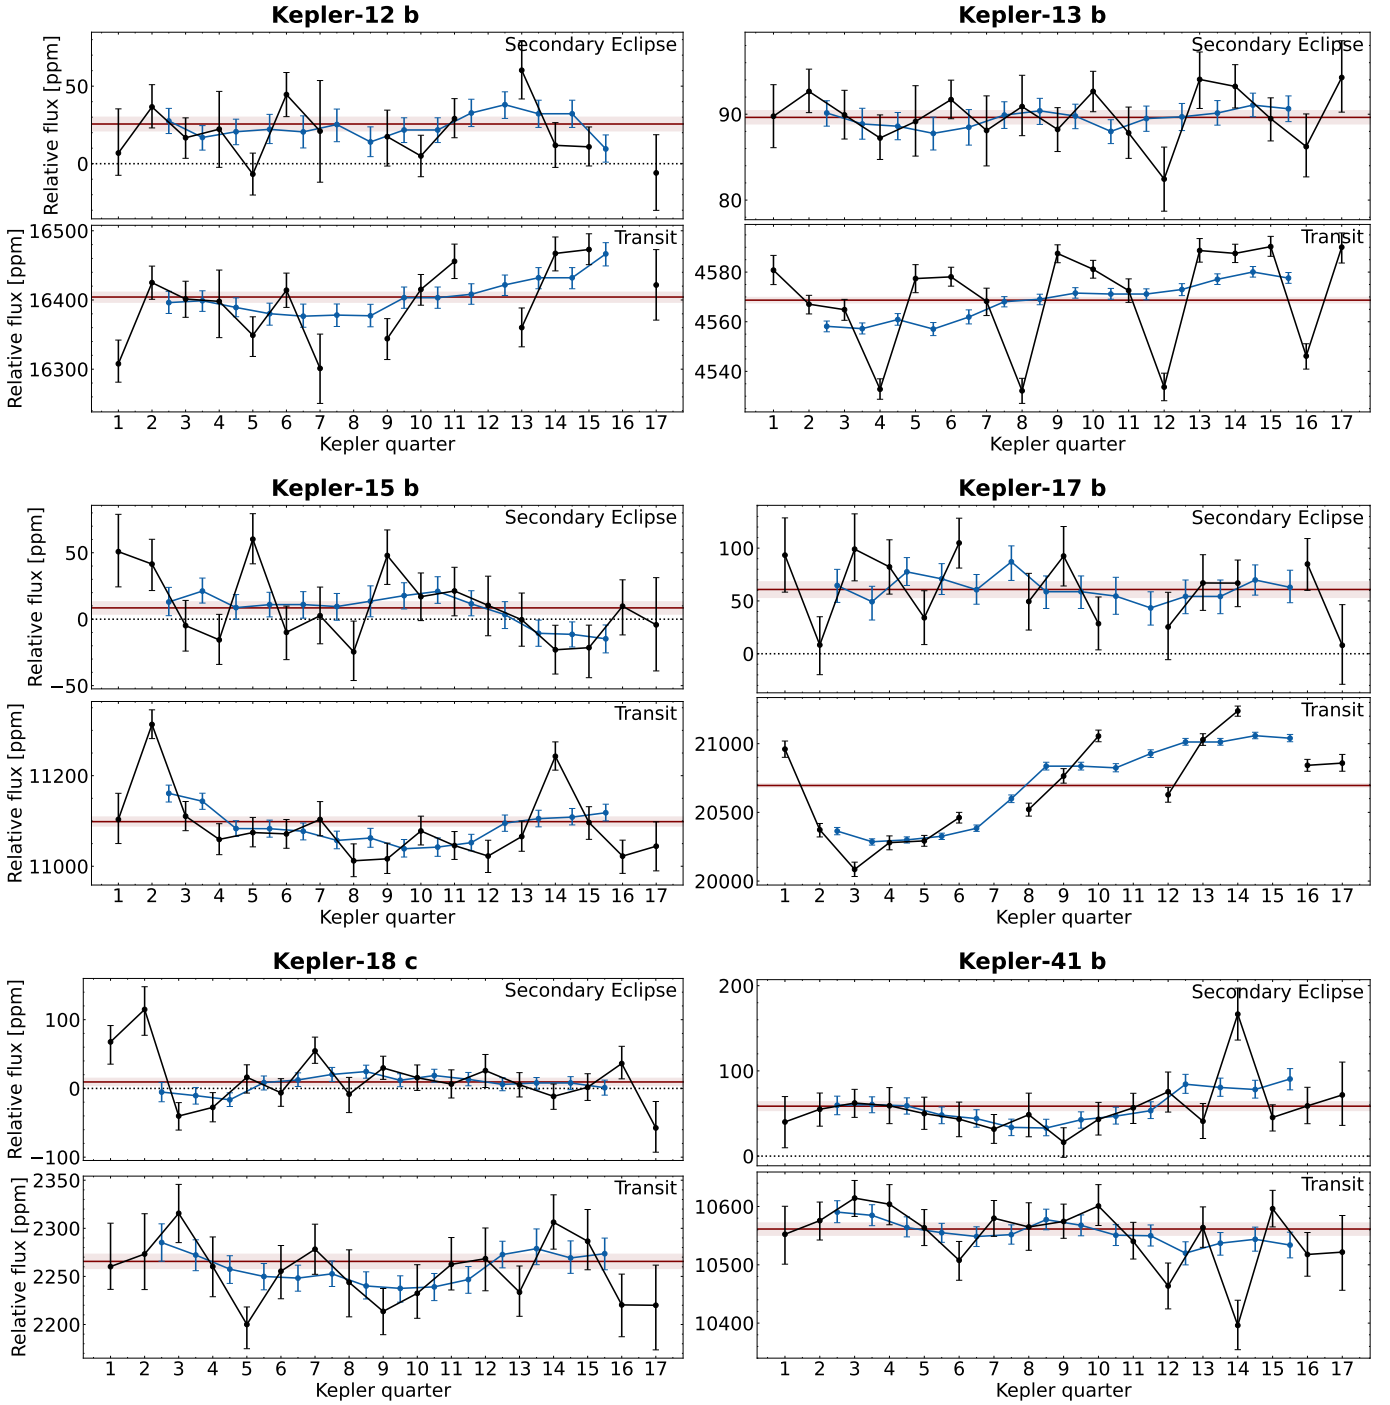 Kepler-12 b
Secondary Eclipse
Relative flux [ppm]
50
0
Transit
Relative flux [ppm]
16500
16400
16300
1 2 3 4 5 6 7 8 9 10 11 12 13 14 15 16 17
Kepler quarter
Kepler-13 b
Secondary Eclipse
90
80
Transit
4580
4560
4540
1 2 3 4 5 6 7 8 9 10 11 12 13 14 15 16 17
Kepler quarter
Kepler-15 b
Secondary Eclipse
Relative flux [ppm]
50
0
−50
Transit
Relative flux [ppm]
11200
11000
1 2 3 4 5 6 7 8 9 10 11 12 13 14 15 16 17
Kepler quarter
Kepler-17 b
Secondary Eclipse
100
50
0
Transit
21000
20500
20000
1 2 3 4 5 6 7 8 9 10 11 12 13 14 15 16 17
Kepler quarter
Kepler-18 c
Secondary Eclipse
Relative flux [ppm]
100
0
−100
Transit
Relative flux [ppm]
2350
2300
2250
2200
1 2 3 4 5 6 7 8 9 10 11 12 13 14 15 16 17
Kepler quarter
Kepler-41 b
Secondary Eclipse
200
100
0
Transit
10600
10500
10400
1 2 3 4 5 6 7 8 9 10 11 12 13 14 15 16 17
Kepler quarter